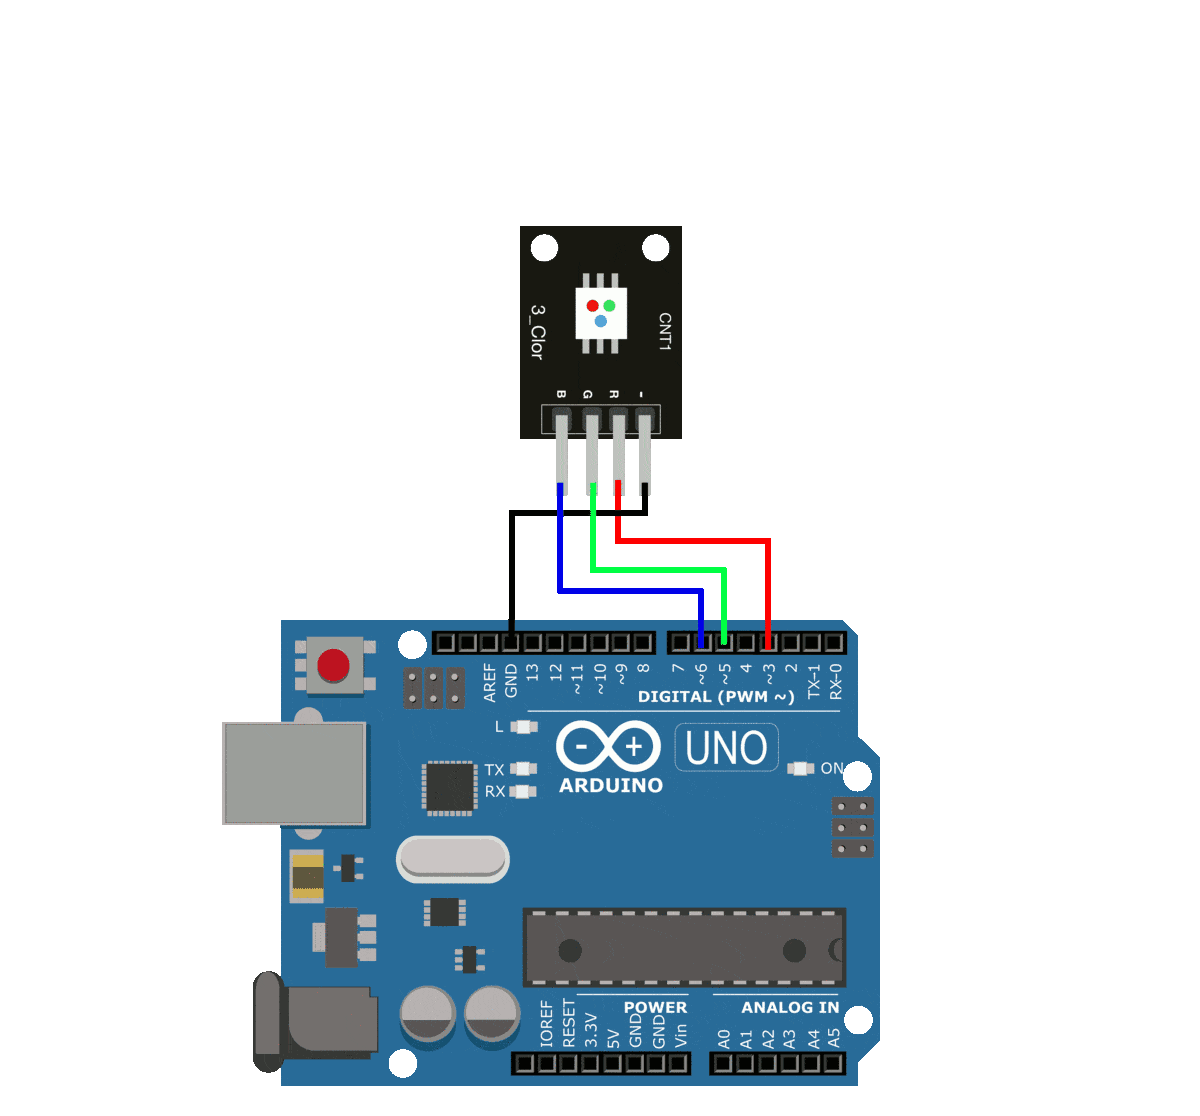 3_Clor
CNT1
B G R -
AREF GND 13 12 ~11 ~10 ~9 8 7 ~6 ~5 4 ~3 2 TX-1 RX-0
DIGITAL (PWM ~)
L
TX
RX
- +
UNO
ARDUINO
ON
POWER
ANALOG IN
IOREF RESET 3.3V 5V GND GND Vin A0 A1 A2 A3 A4 A5